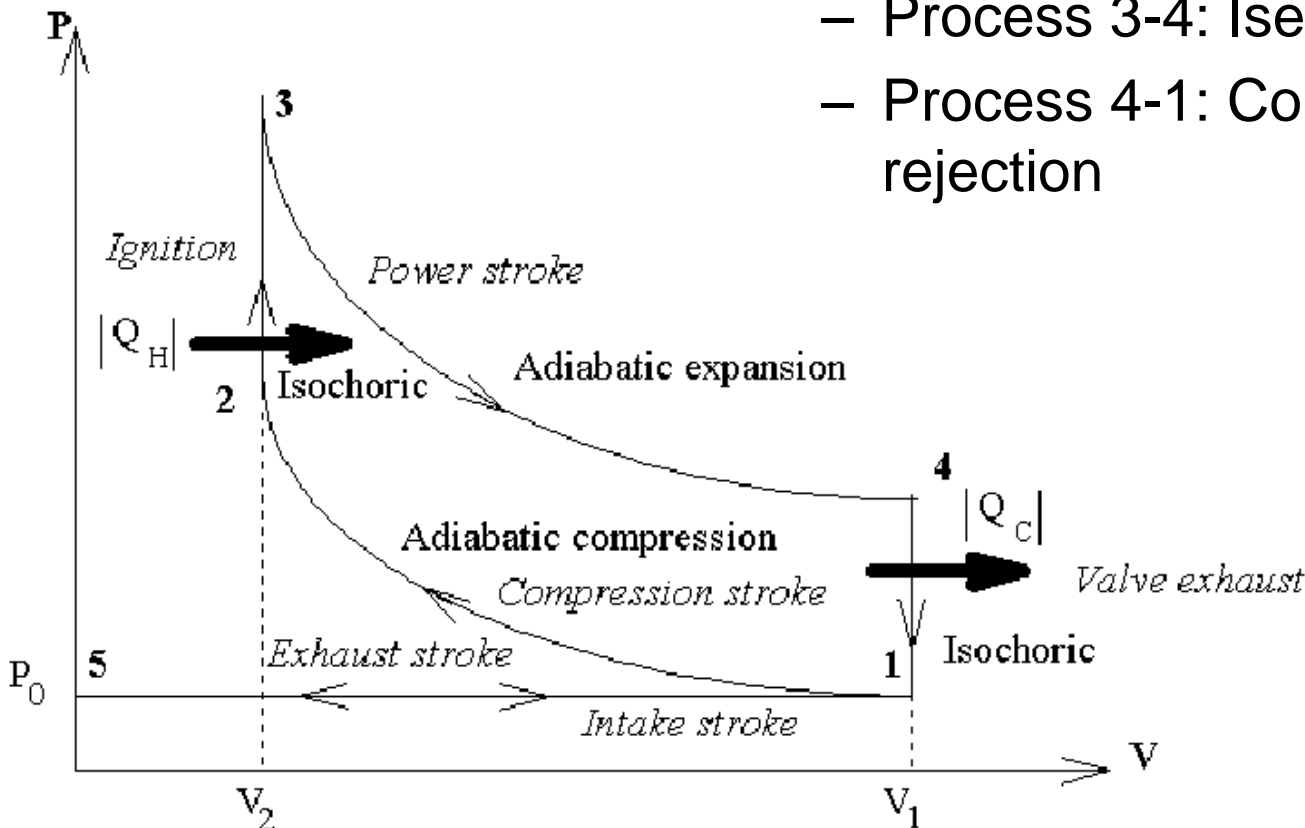 – Process 3-4: Ise
– Process 4-1: Co
rejection
P
3
Ignition
Power stroke
|Q_H|
Adiabatic expansion
2
Isochoric
4
|Q_C|
Adiabatic compression
Compression stroke
Valve exhaust
Exhaust stroke
5
1
Isochoric
P_0
Intake stroke
V
V_2
V_1